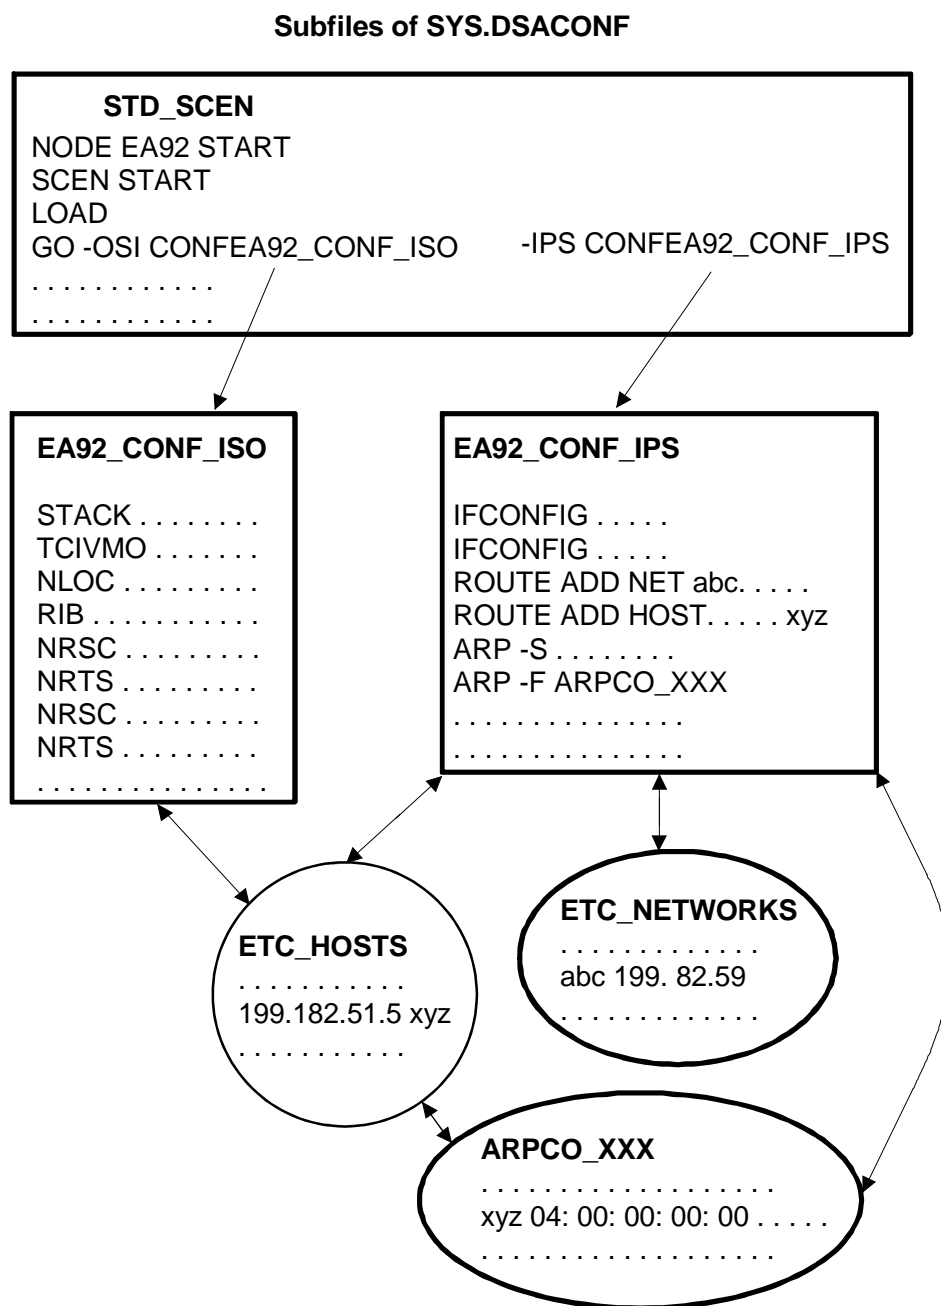 Subfiles of SYS.DSACONF
STD_SCEN
NODE EA92 START
SCEN START
LOAD
GO -OSI CONFEA92_CONF_ISO -IPS CONFEA92_CONF_IPS
. . . . . . . . . . . .
. . . . . . . . . . . .
EA92_CONF_ISO
STACK . . . . . . . .
TCIVMO . . . . . . .
NLOC . . . . . . . . .
RIB . . . . . . . . . . .
NRSC . . . . . . . . .
NRTS . . . . . . . . .
NRSC . . . . . . . . .
NRTS . . . . . . . . .
. . . . . . . . . . . . . . .
EA92_CONF_IPS
IFCONFIG . . . . .
IFCONFIG . . . . .
ROUTE ADD NET abc. . . . .
ROUTE ADD HOST. . . . . xyz
ARP -S . . . . . . . .
ARP -F ARPCO_XXX
. . . . . . . . . . . . . . .
. . . . . . . . . . . . . . .
ETC_HOSTS
. . . . . . . . . . .
199.182.51.5 xyz
. . . . . . . . . . .
ETC_NETWORKS
. . . . . . . . . . . . .
abc 199. 82.59
. . . . . . . . . . . . .
ARPCO_XXX
. . . . . . . . . . . . . . . . . . .
xyz 04: 00: 00: 00: 00 . . . . .
. . . . . . . . . . . . . . . . . . .